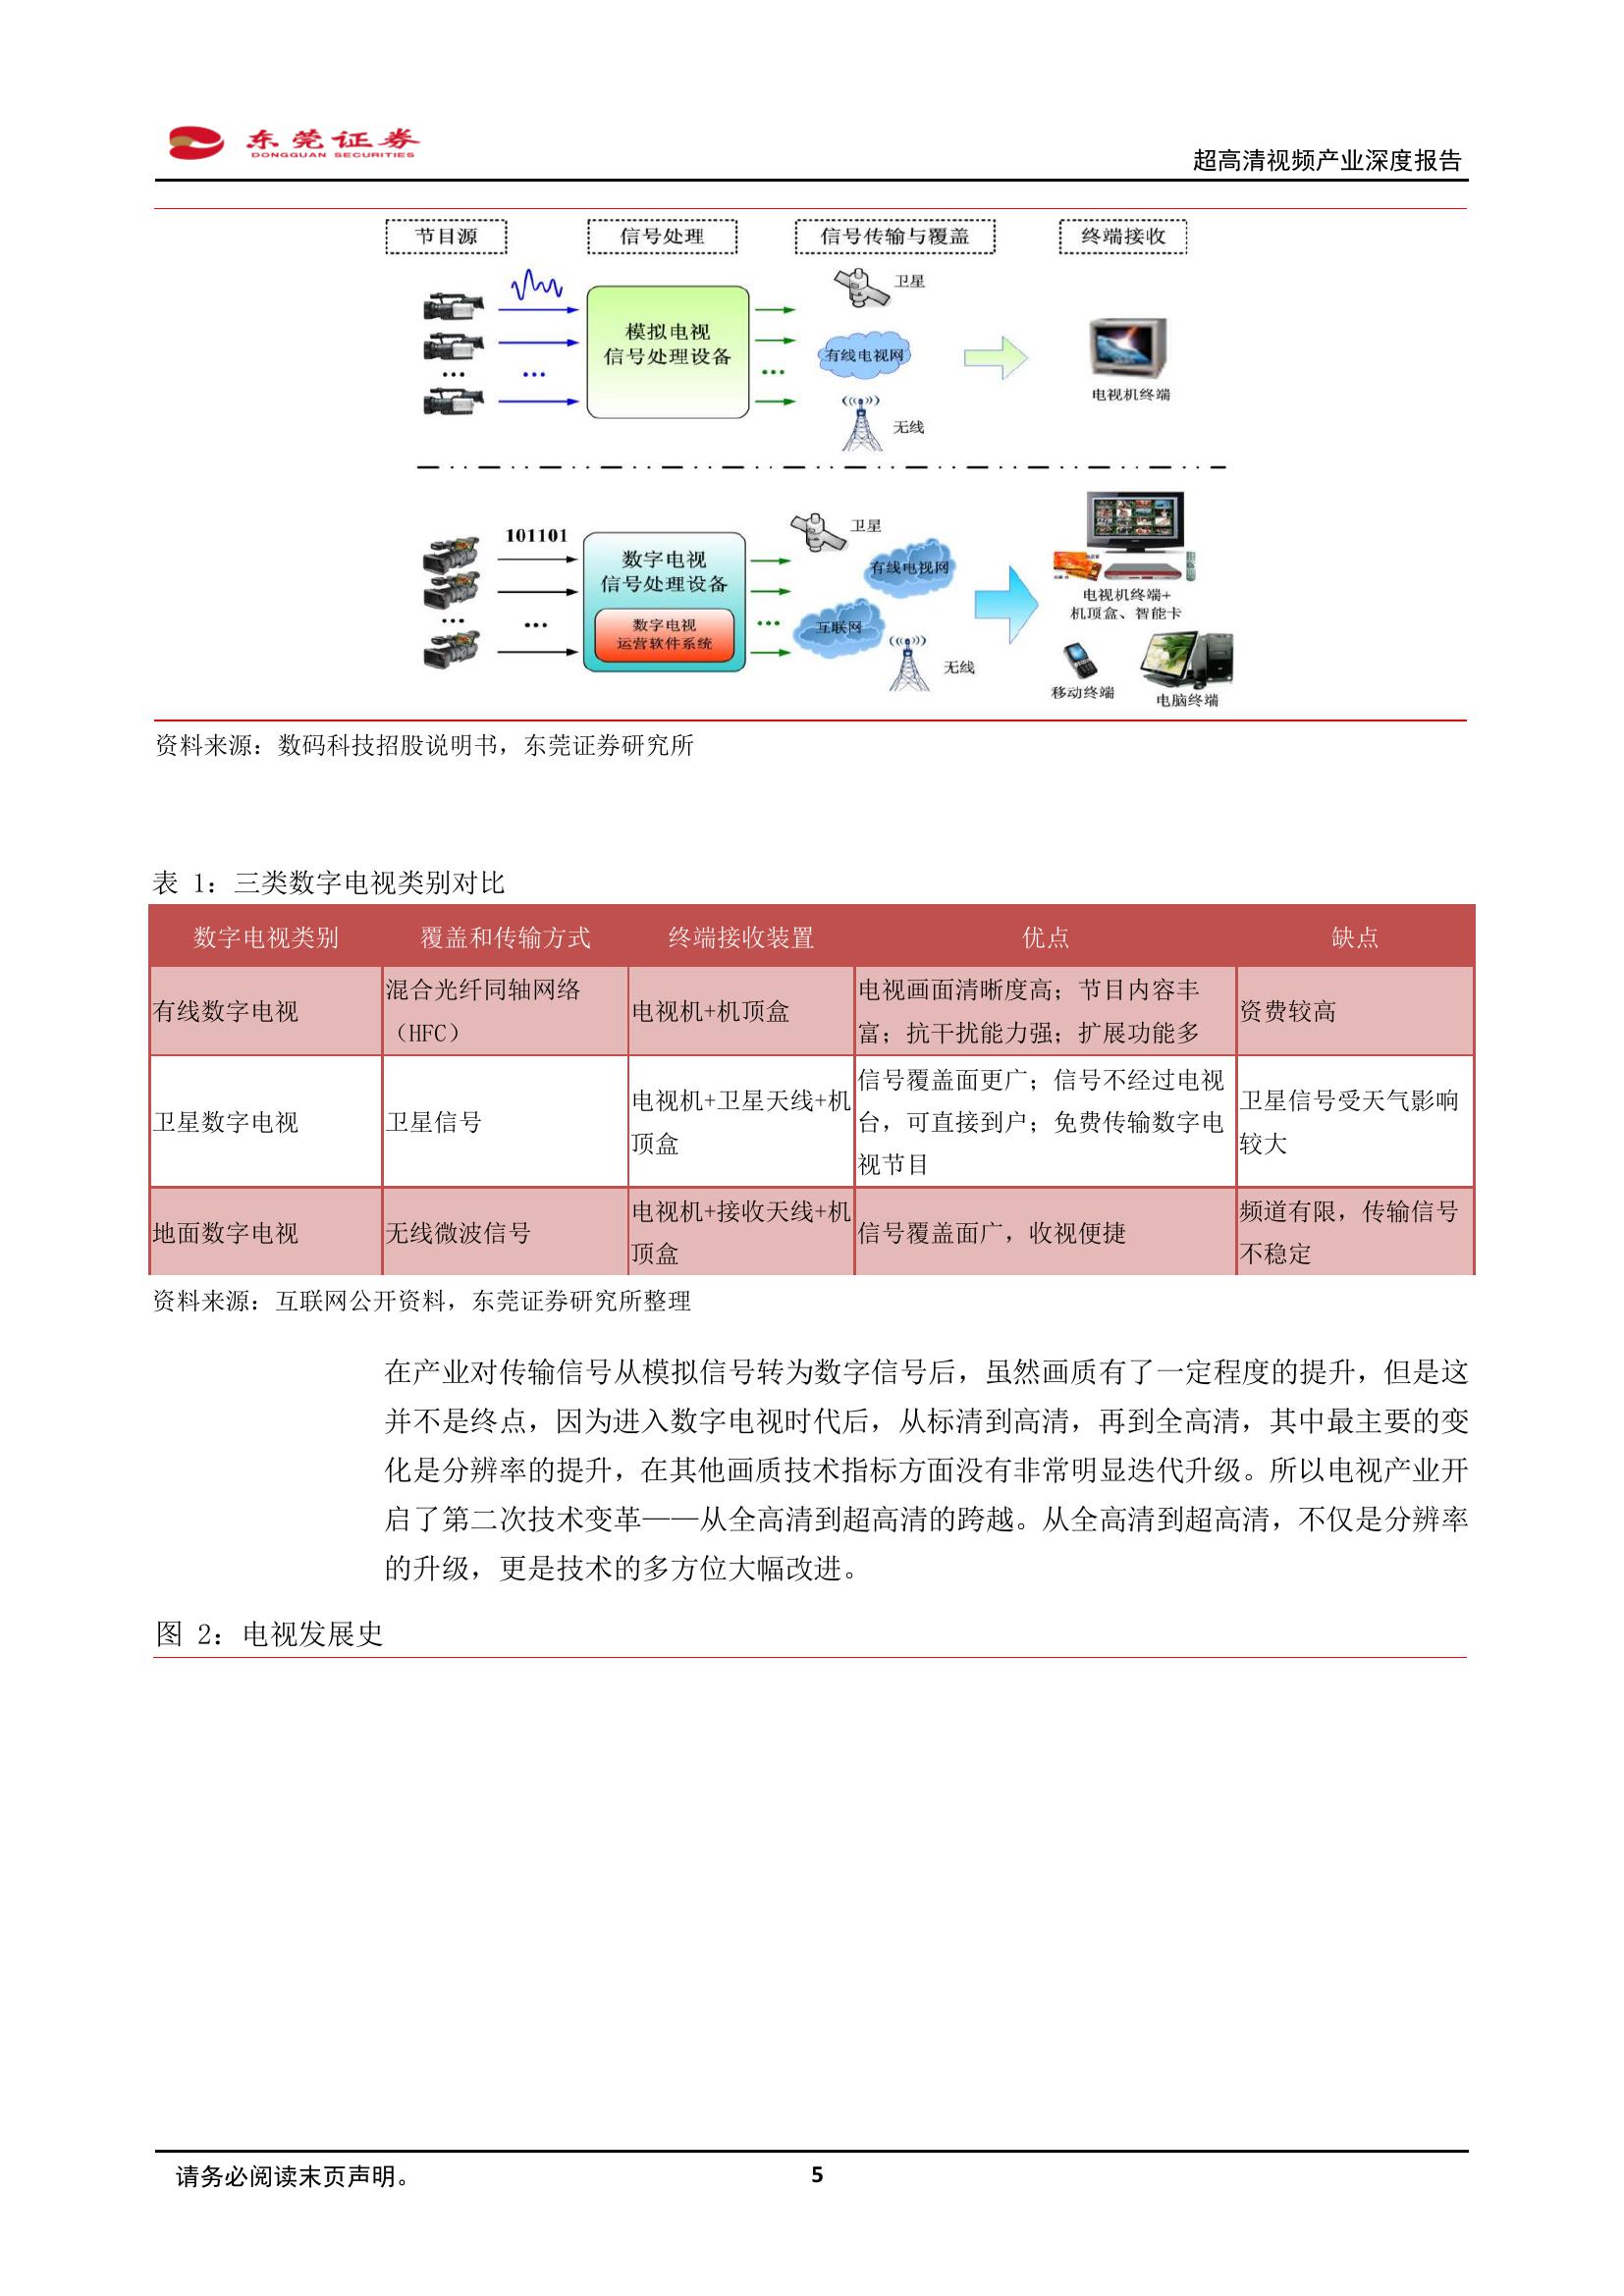 东莞证券
DONGGUAN SECURITIES
超高清视频产业深度报告
节目源
信号处理
信号传输与覆盖
终端接收
模拟电视
信号处理设备
卫星
有线电视网
无线
电视机终端
101101
数字电视
信号处理设备
数字电视
运营软件系统
卫星
有线电视网
互联网
无线
电视机终端+
机顶盒、智能卡
移动终端
电脑终端
资料来源：数码科技招股说明书，东莞证券研究所
表 1：三类数字电视类别对比
数字电视类别 覆盖和传输方式 终端接收装置 优点 缺点
有线数字电视
混合光纤同轴网络
（HFC）
电视机+机顶盒
电视画面清晰度高；节目内容丰
富；抗干扰能力强；扩展功能多
资费较高
卫星数字电视
卫星信号
电视机+卫星天线+机
顶盒
信号覆盖面更广；信号不经过电视
台，可直接到户；免费传输数字电
视节目
卫星信号受天气影响
较大
地面数字电视
无线微波信号
电视机+接收天线+机
顶盒
信号覆盖面广，收视便捷
频道有限，传输信号
不稳定
资料来源：互联网公开资料，东莞证券研究所整理
在产业对传输信号从模拟信号转为数字信号后，虽然画质有了一定程度的提升，但是这
并不是终点，因为进入数字电视时代后，从标清到高清，再到全高清，其中最主要的变
化是分辨率的提升，在其他画质技术指标方面没有非常明显迭代升级。所以电视产业开
启了第二次技术变革——从全高清到超高清的跨越。从全高清到超高清，不仅是分辨率
的升级，更是技术的多方位大幅改进。
图 2：电视发展史
请务必阅读末页声明。
5